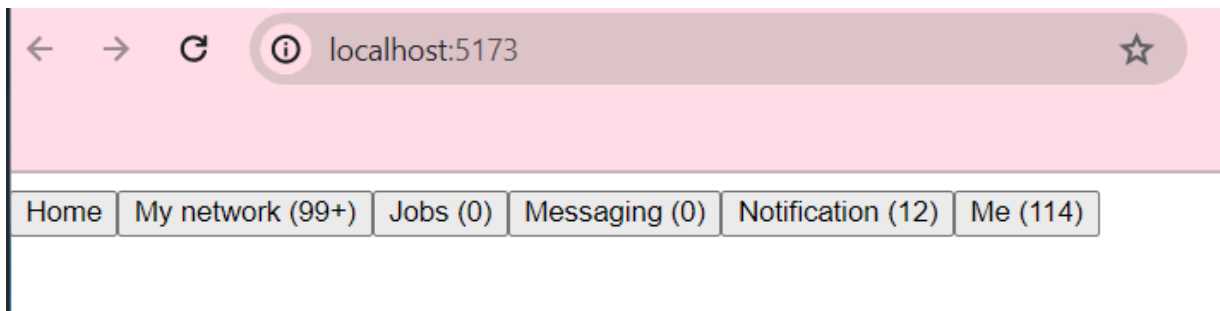 localhost:5173
Home My network (99+) Jobs (0) Messaging (0) Notification (12) Me (114)